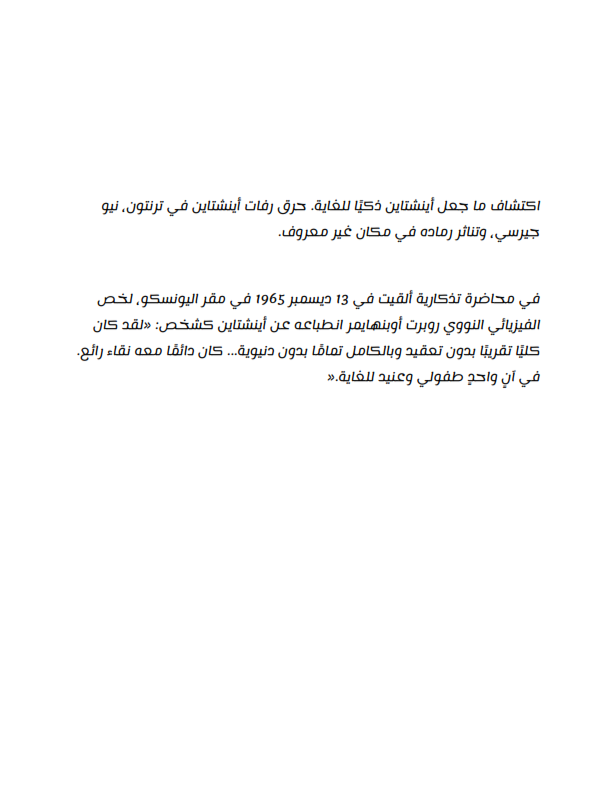 اكتشاف ما جعل أينشتاين ذكيًا للغاية. حرق رفات أينشتاين في ترنتون، نيو
جيرسي، وتناثر رماده في مكان غير معروف.
في محاضرة تذكارية ألقيت في 13 ديسمبر 1965 في مقر اليونسكو، لخص
الفيزيائي النووي روبرت أوبنهايمر انطباعه عن أينشتاين كشخص: «لقد كان
كليًا تقريبًا بدون تعقيد وبالكامل تمامًا بدون دنيوية... كان دائمًا معه نقاء رائع.
في آنٍ واحدٍ طفولي وعنيد للغاية.«